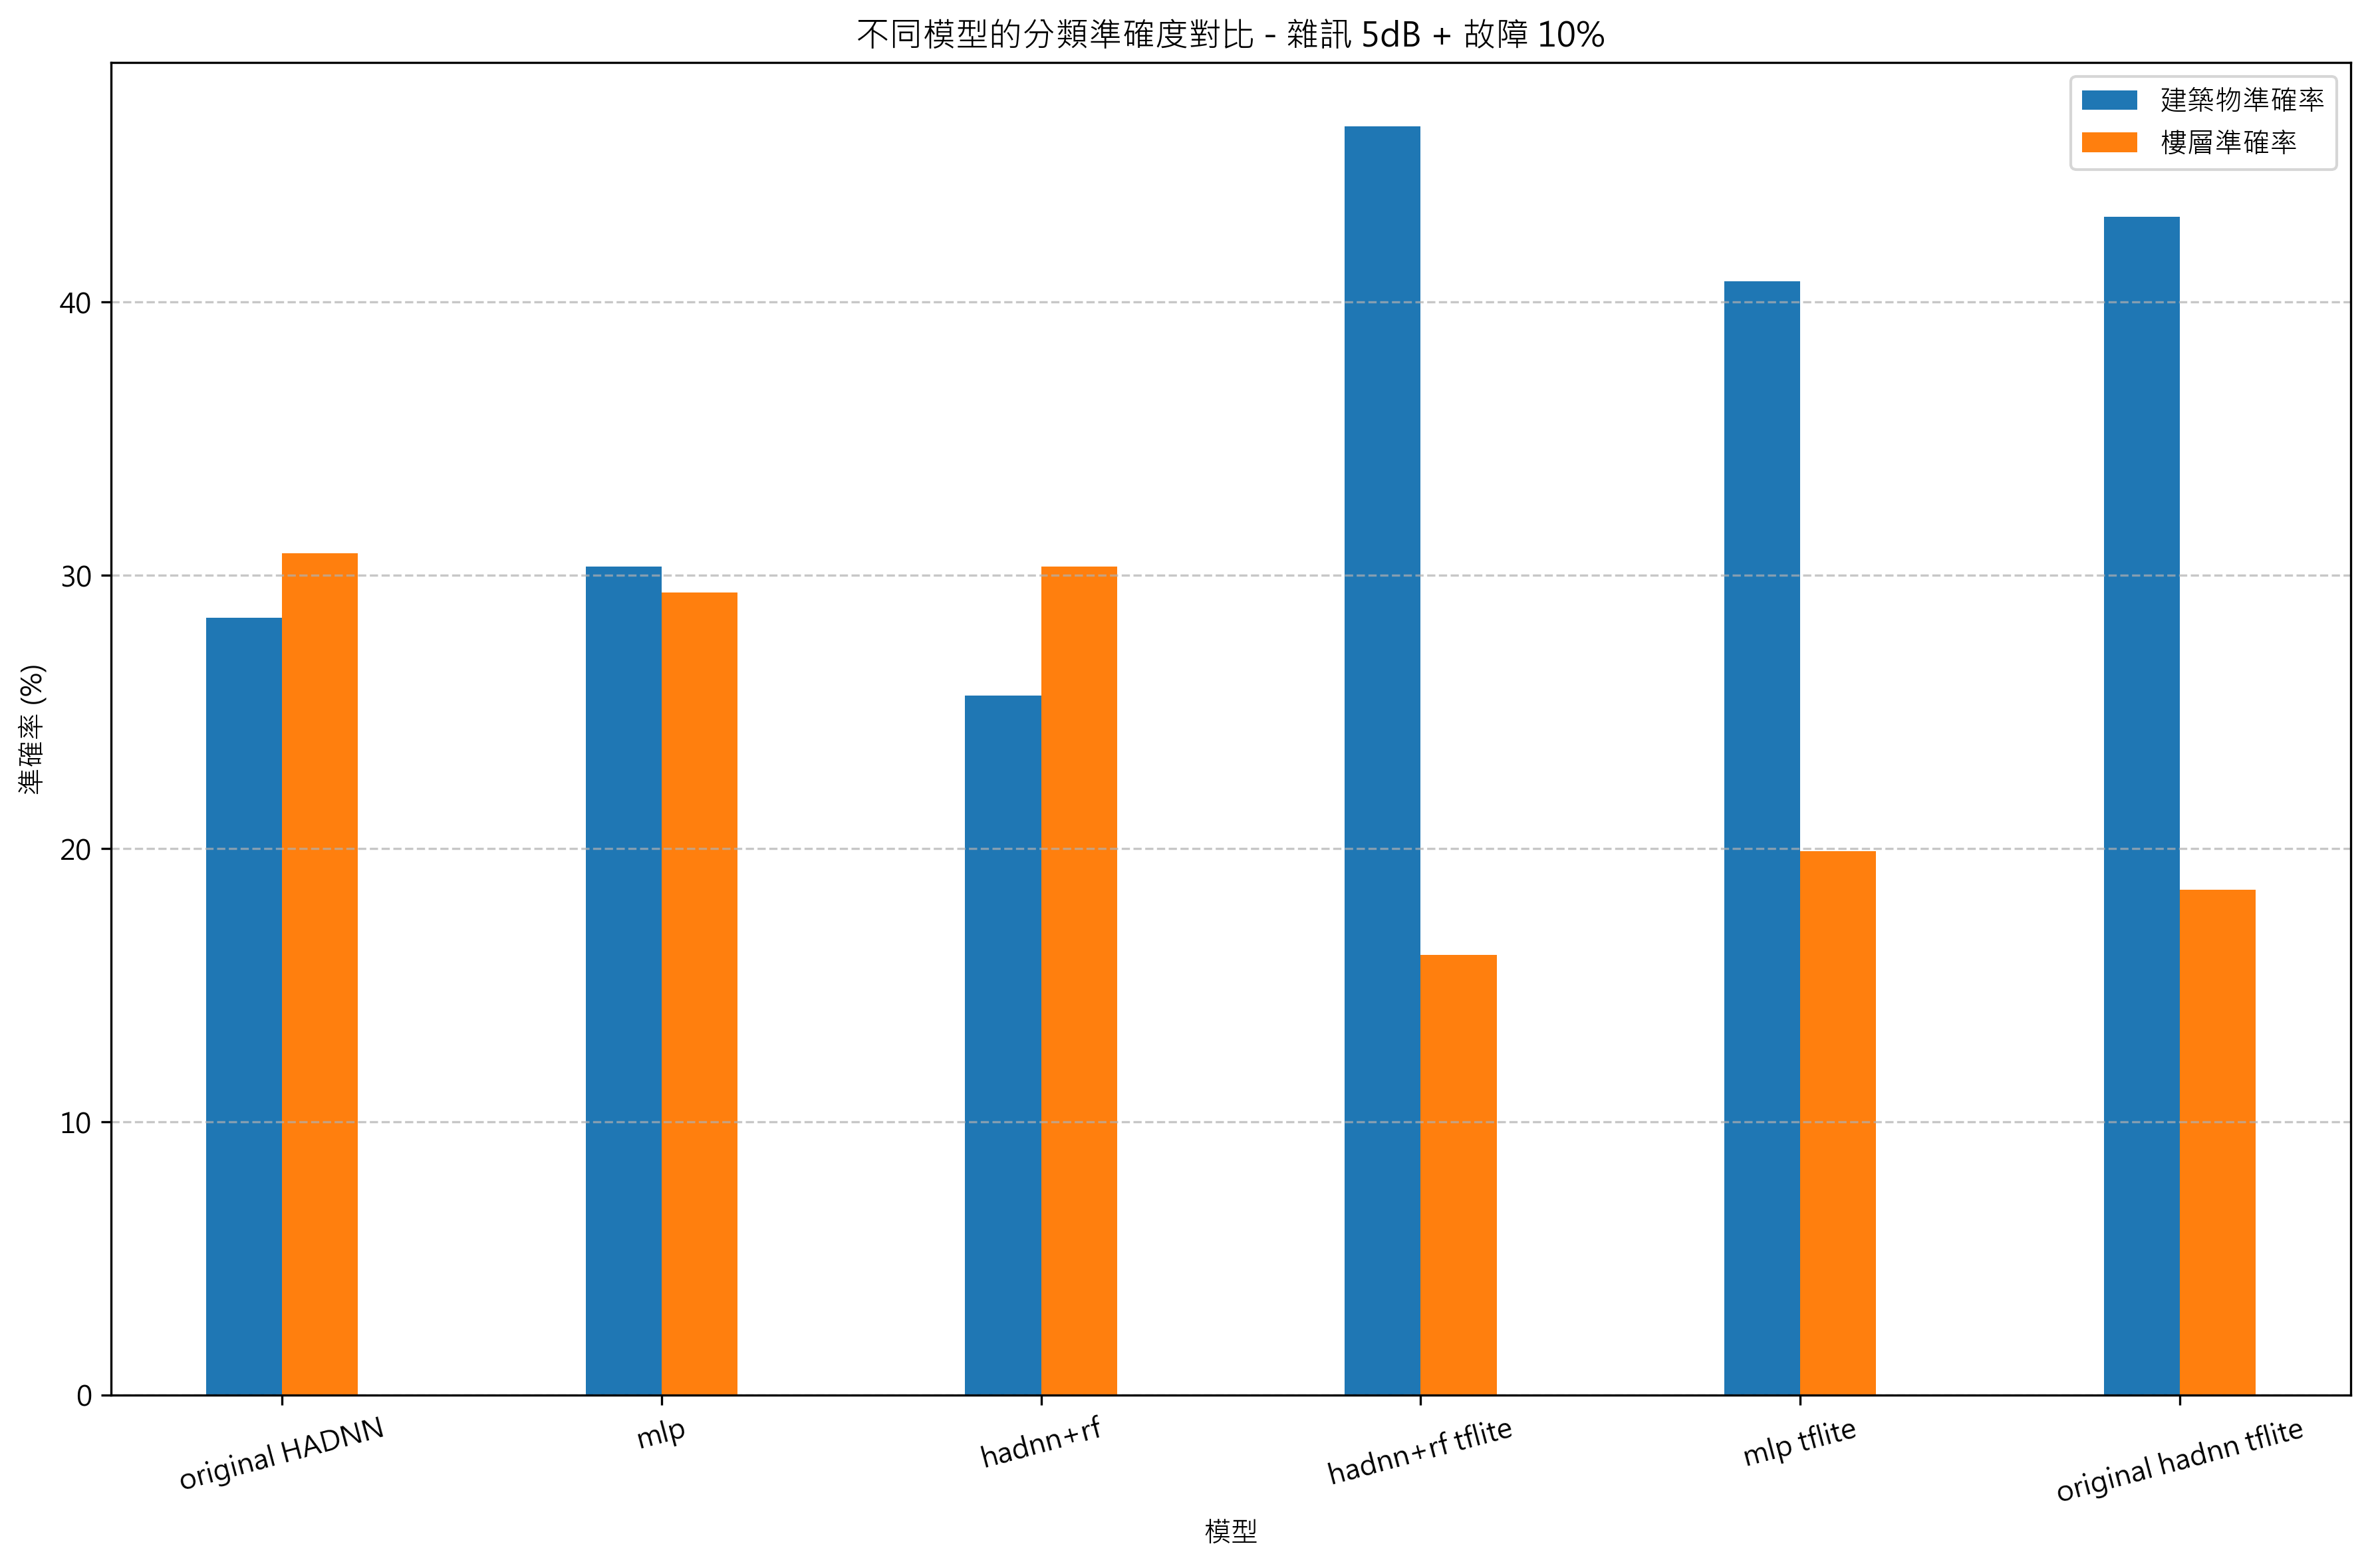 不同模型的分類準確度對比 - 雜訊 5dB + 故障 10%
建築物準確率
樓層準確率
準確率 (%)
40
30
20
10
0
original HADNN
mlp
hadnn+rf
hadnn+rf tflite
mlp tflite
original hadnn tflite
模型